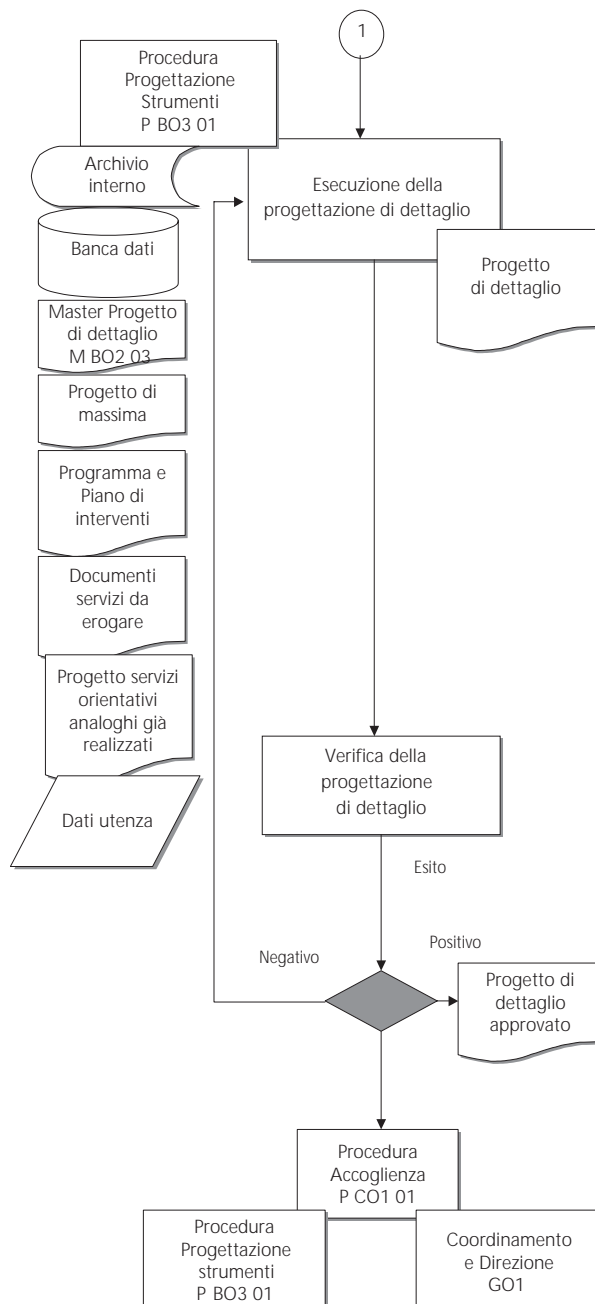 1
Procedura
Progettazione
Strumenti
P BO3 01
Archivio
interno
Esecuzione della
progettazione di dettaglio
Banca dati
Progetto
di dettaglio
Master Progetto
di dettaglio
M BO2 03
Progetto di
massima
Programma e
Piano di
interventi
Documenti
servizi da
erogare
Progetto servizi
orientativi
analoghi già
realizzati
Dati utenza
Verifica della
progettazione
di dettaglio
Esito
Negativo
Positivo
Progetto di
dettaglio
approvato
Procedura
Accoglienza
P CO1 01
Procedura
Progettazione
strumenti
P BO3 01
Coordinamento
e Direzione
GO1